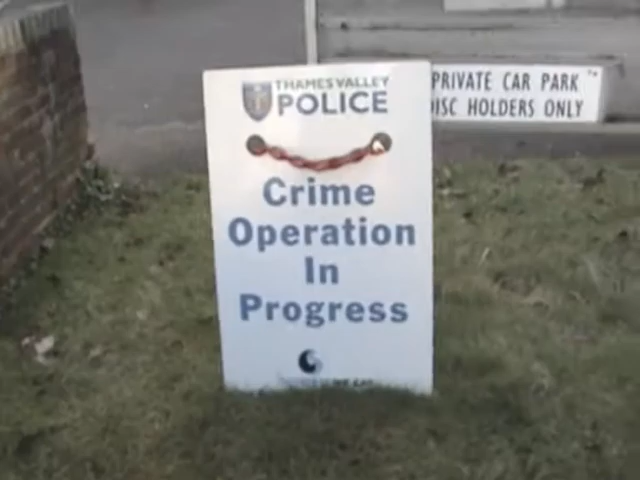 THAMES VALLEY
POLICE
Crime
Operation
In
Progress
PRIVATE CAR PARK
DISC HOLDERS ONLY